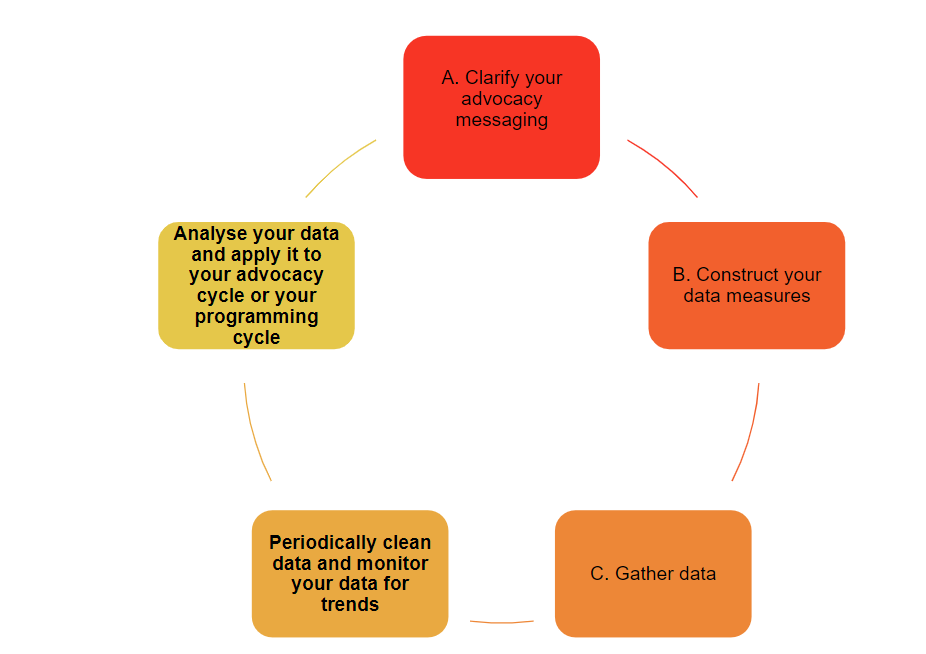 A. Clarify your
advocacy
messaging
B. Construct your
data measures
C. Gather data
Periodically clean
data and monitor
your data for
trends
Analyse your data
and apply it to
your advocacy
cycle or your
programming
cycle